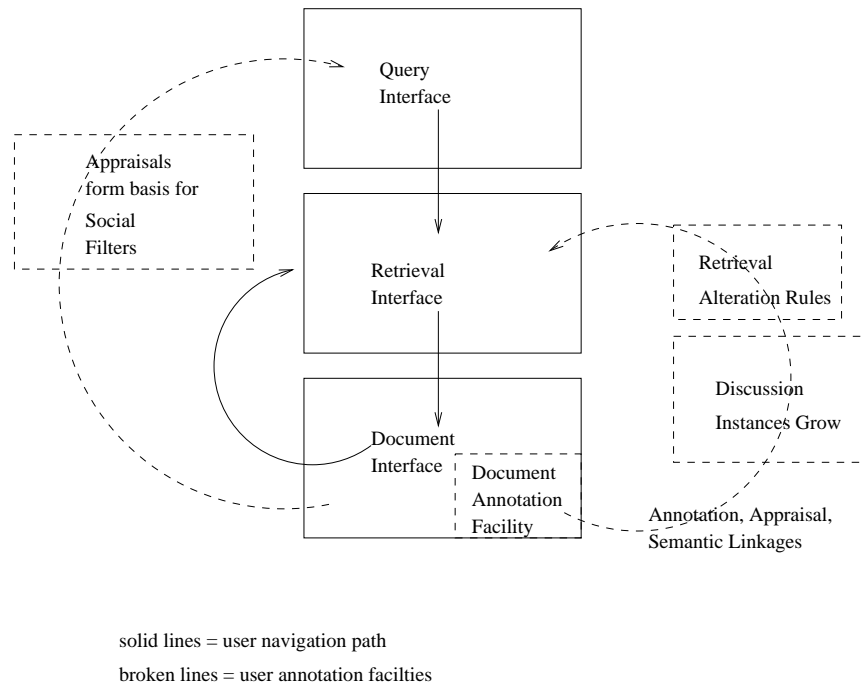 Query
Interface
Appraisals
form basis for
Social
Filters
Retrieval
Interface
Retrieval
Alteration Rules
Discussion
Instances Grow
Document
Interface
Document
Annotation
Facility
Annotation, Appraisal,
Semantic Linkages
solid lines = user navigation path
broken lines = user annotation facilties